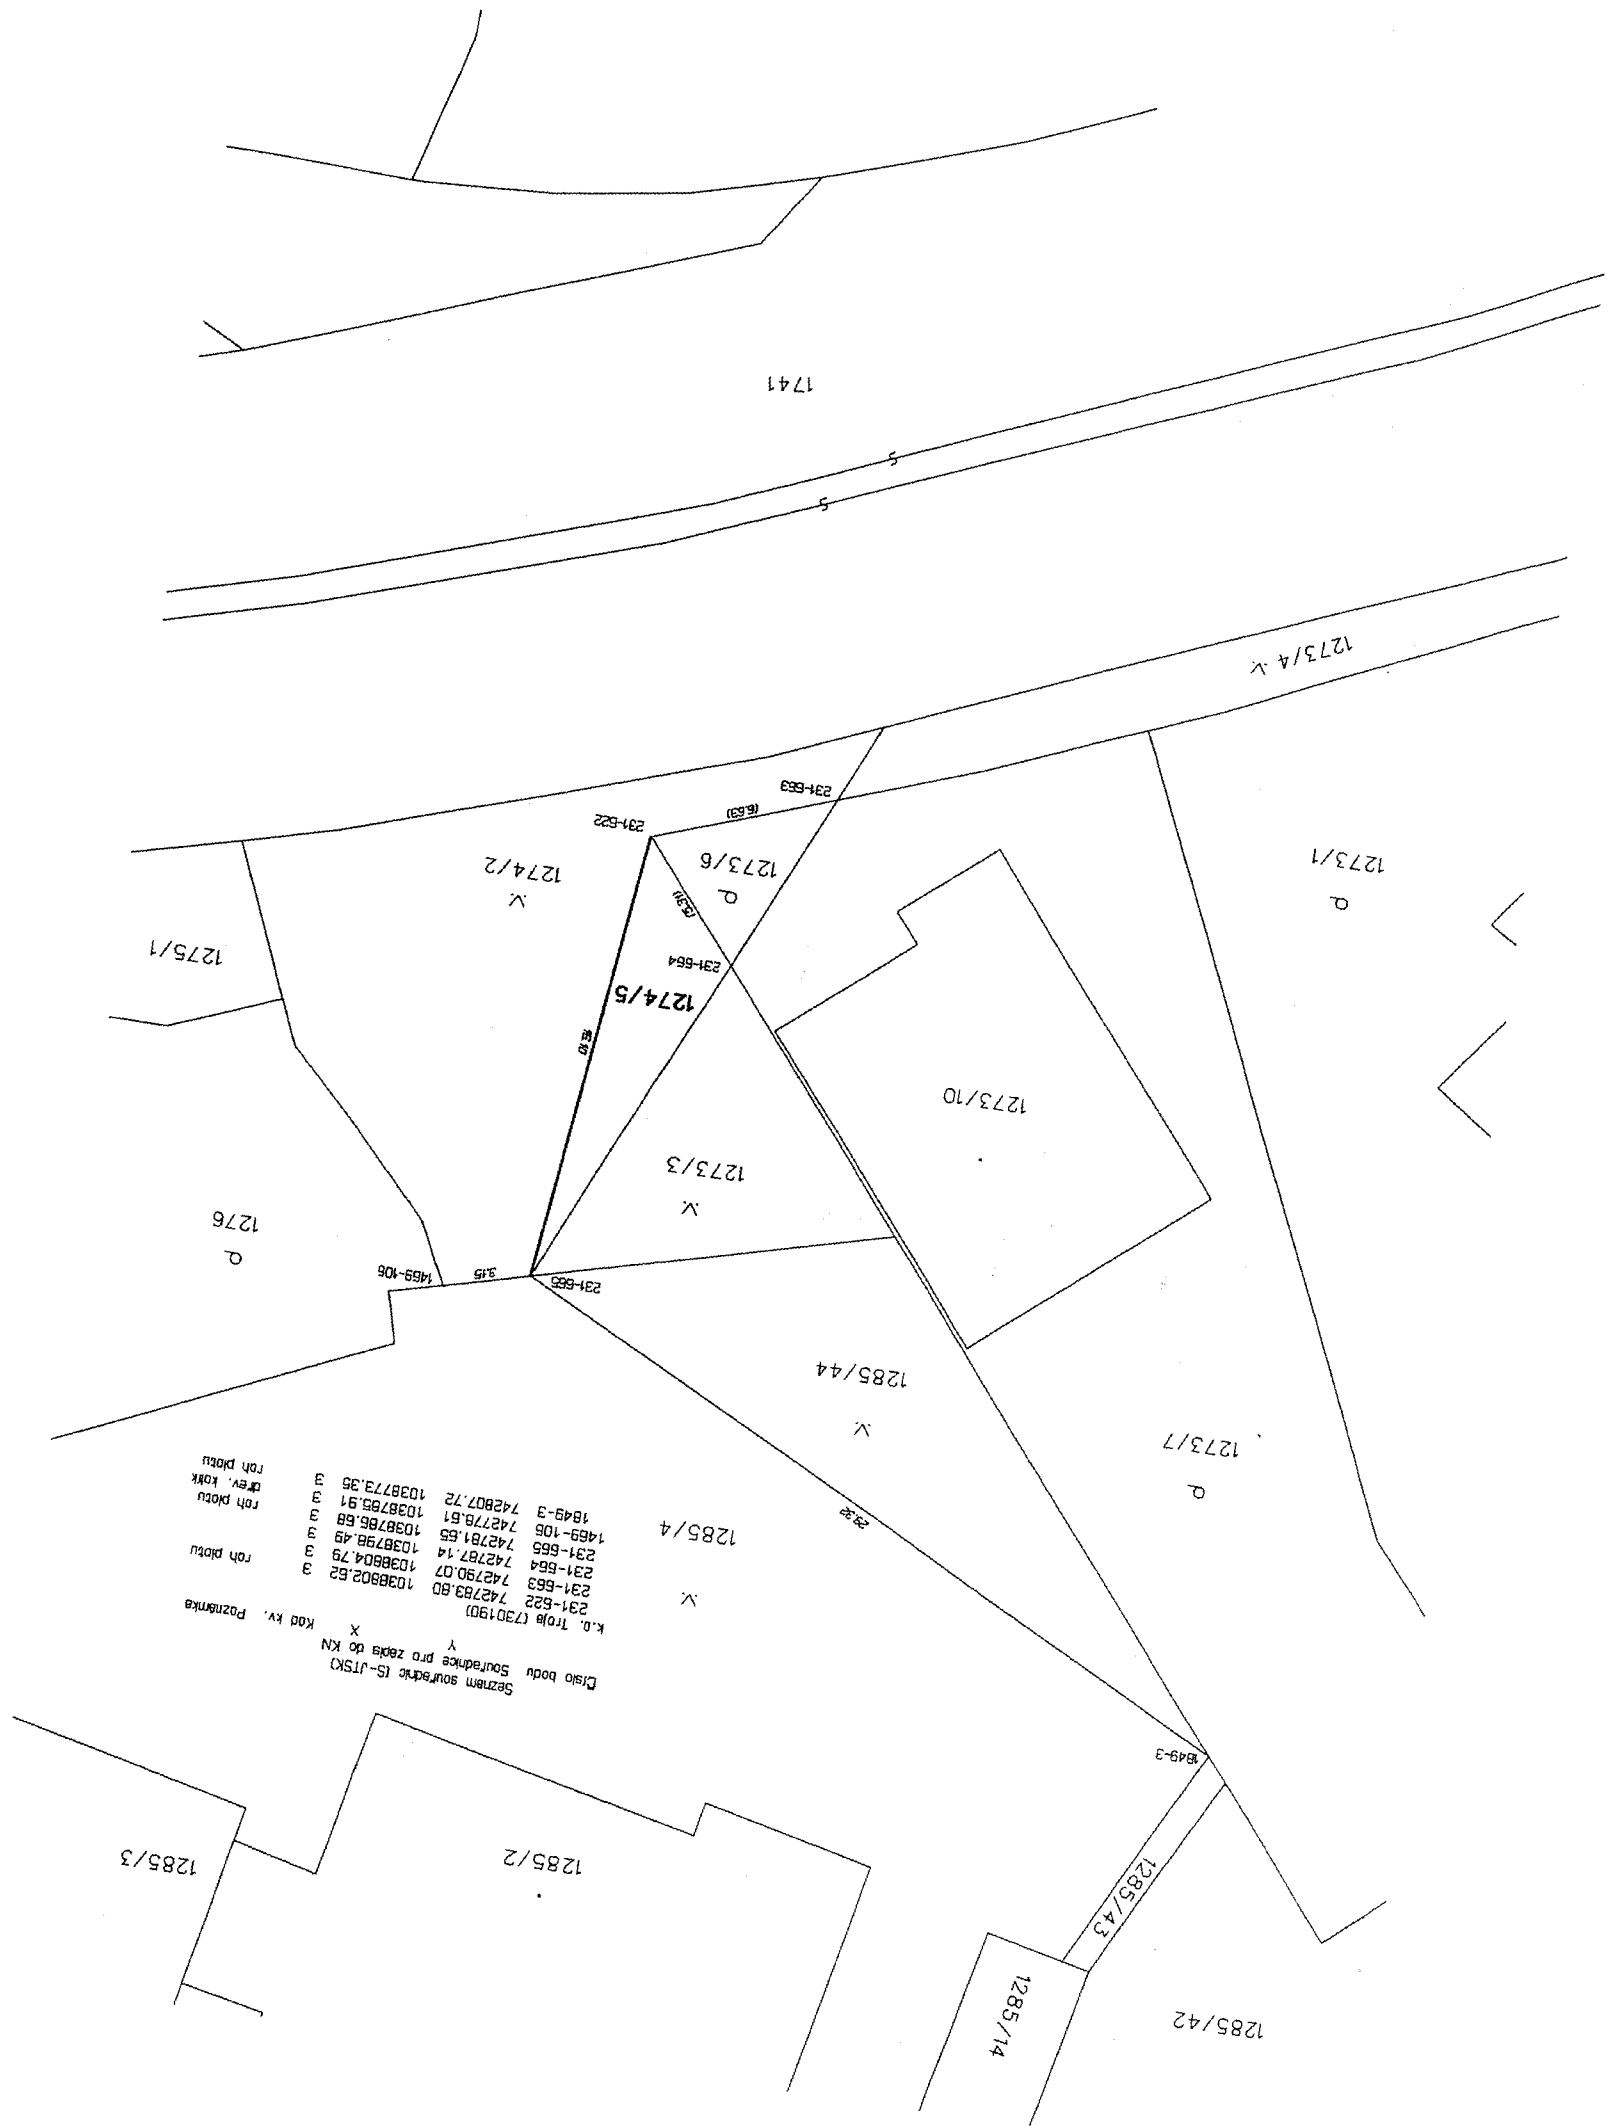 1285/42
1285/14
1285/43
1285/2
1285/3
1849-3
Seznam souřadnic (S-JTSK)
Číslo bodu Souřadnice pro zápis do KN
Y X Kód kv. Poznámka
k.ú. Troja (730190)
231-622 742783.80 1038802.62 3 roh plotu
231-663 742790.07 1038804.79 3
231-664 742787.14 1038798.49 3
231-665 742781.65 1038786.68 3 roh plotu
1469-106 742778.61 1038785.91 3 dřev. kolík
1849-3 742807.72 1038773.35 3 roh plotu
1285/4
29.32
1273/7
1285/44
231-665
3.15
1469-106
1276
1273/3
1273/10
16.10
1274/5
231-664
1275/1
(5.31)
1273/1
1273/6
1274/2
231-622
(6.63)
231-663
1273/4
1741